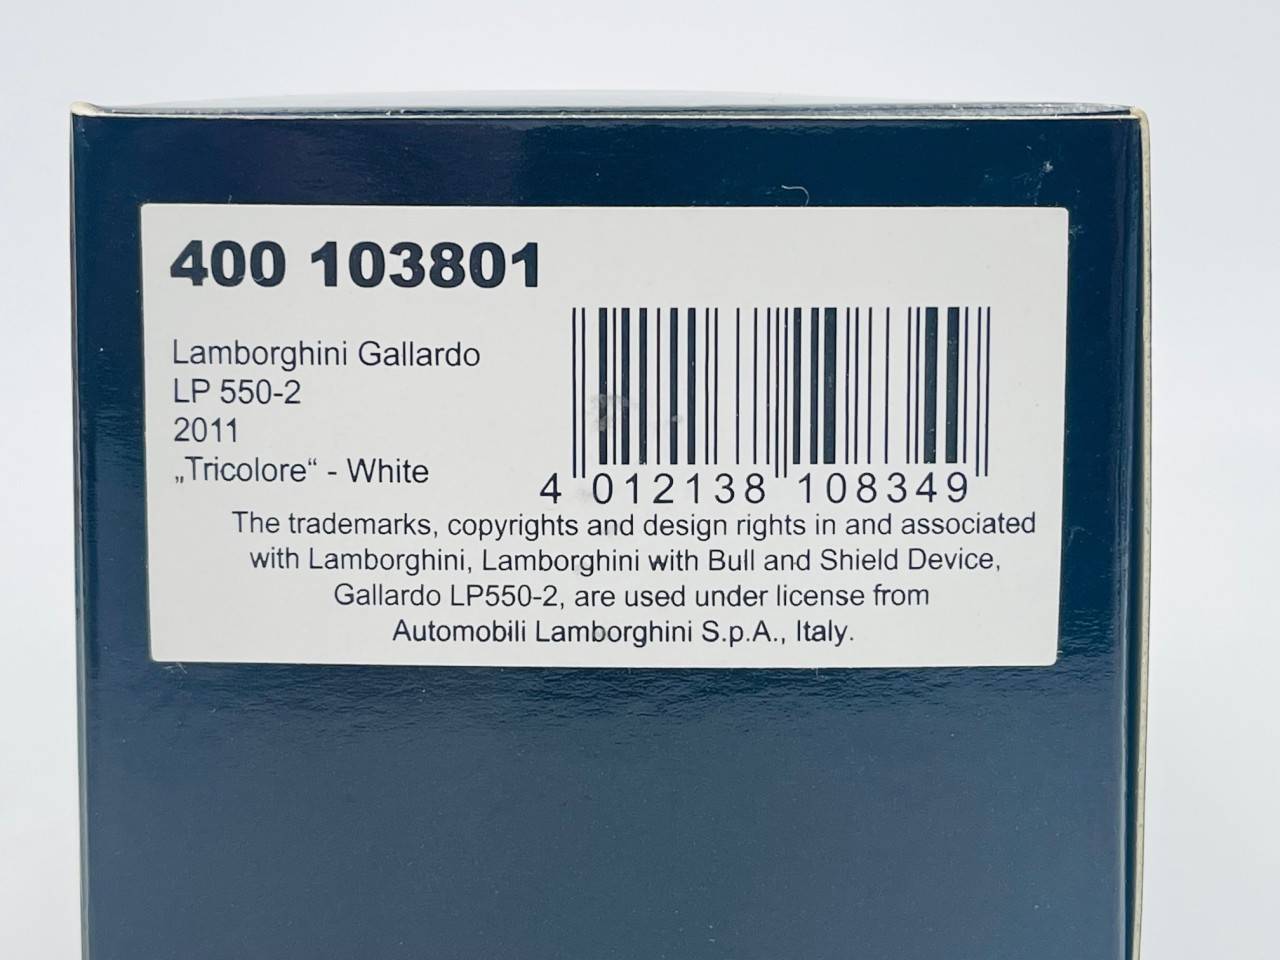 400 103801
Lamborghini Gallardo
LP 550-2
2011
„Tricolore“ - White
4 012138 108349
The trademarks, copyrights and design rights in and associated
with Lamborghini, Lamborghini with Bull and Shield Device,
Gallardo LP550-2, are used under license from
Automobili Lamborghini S.p.A., Italy.